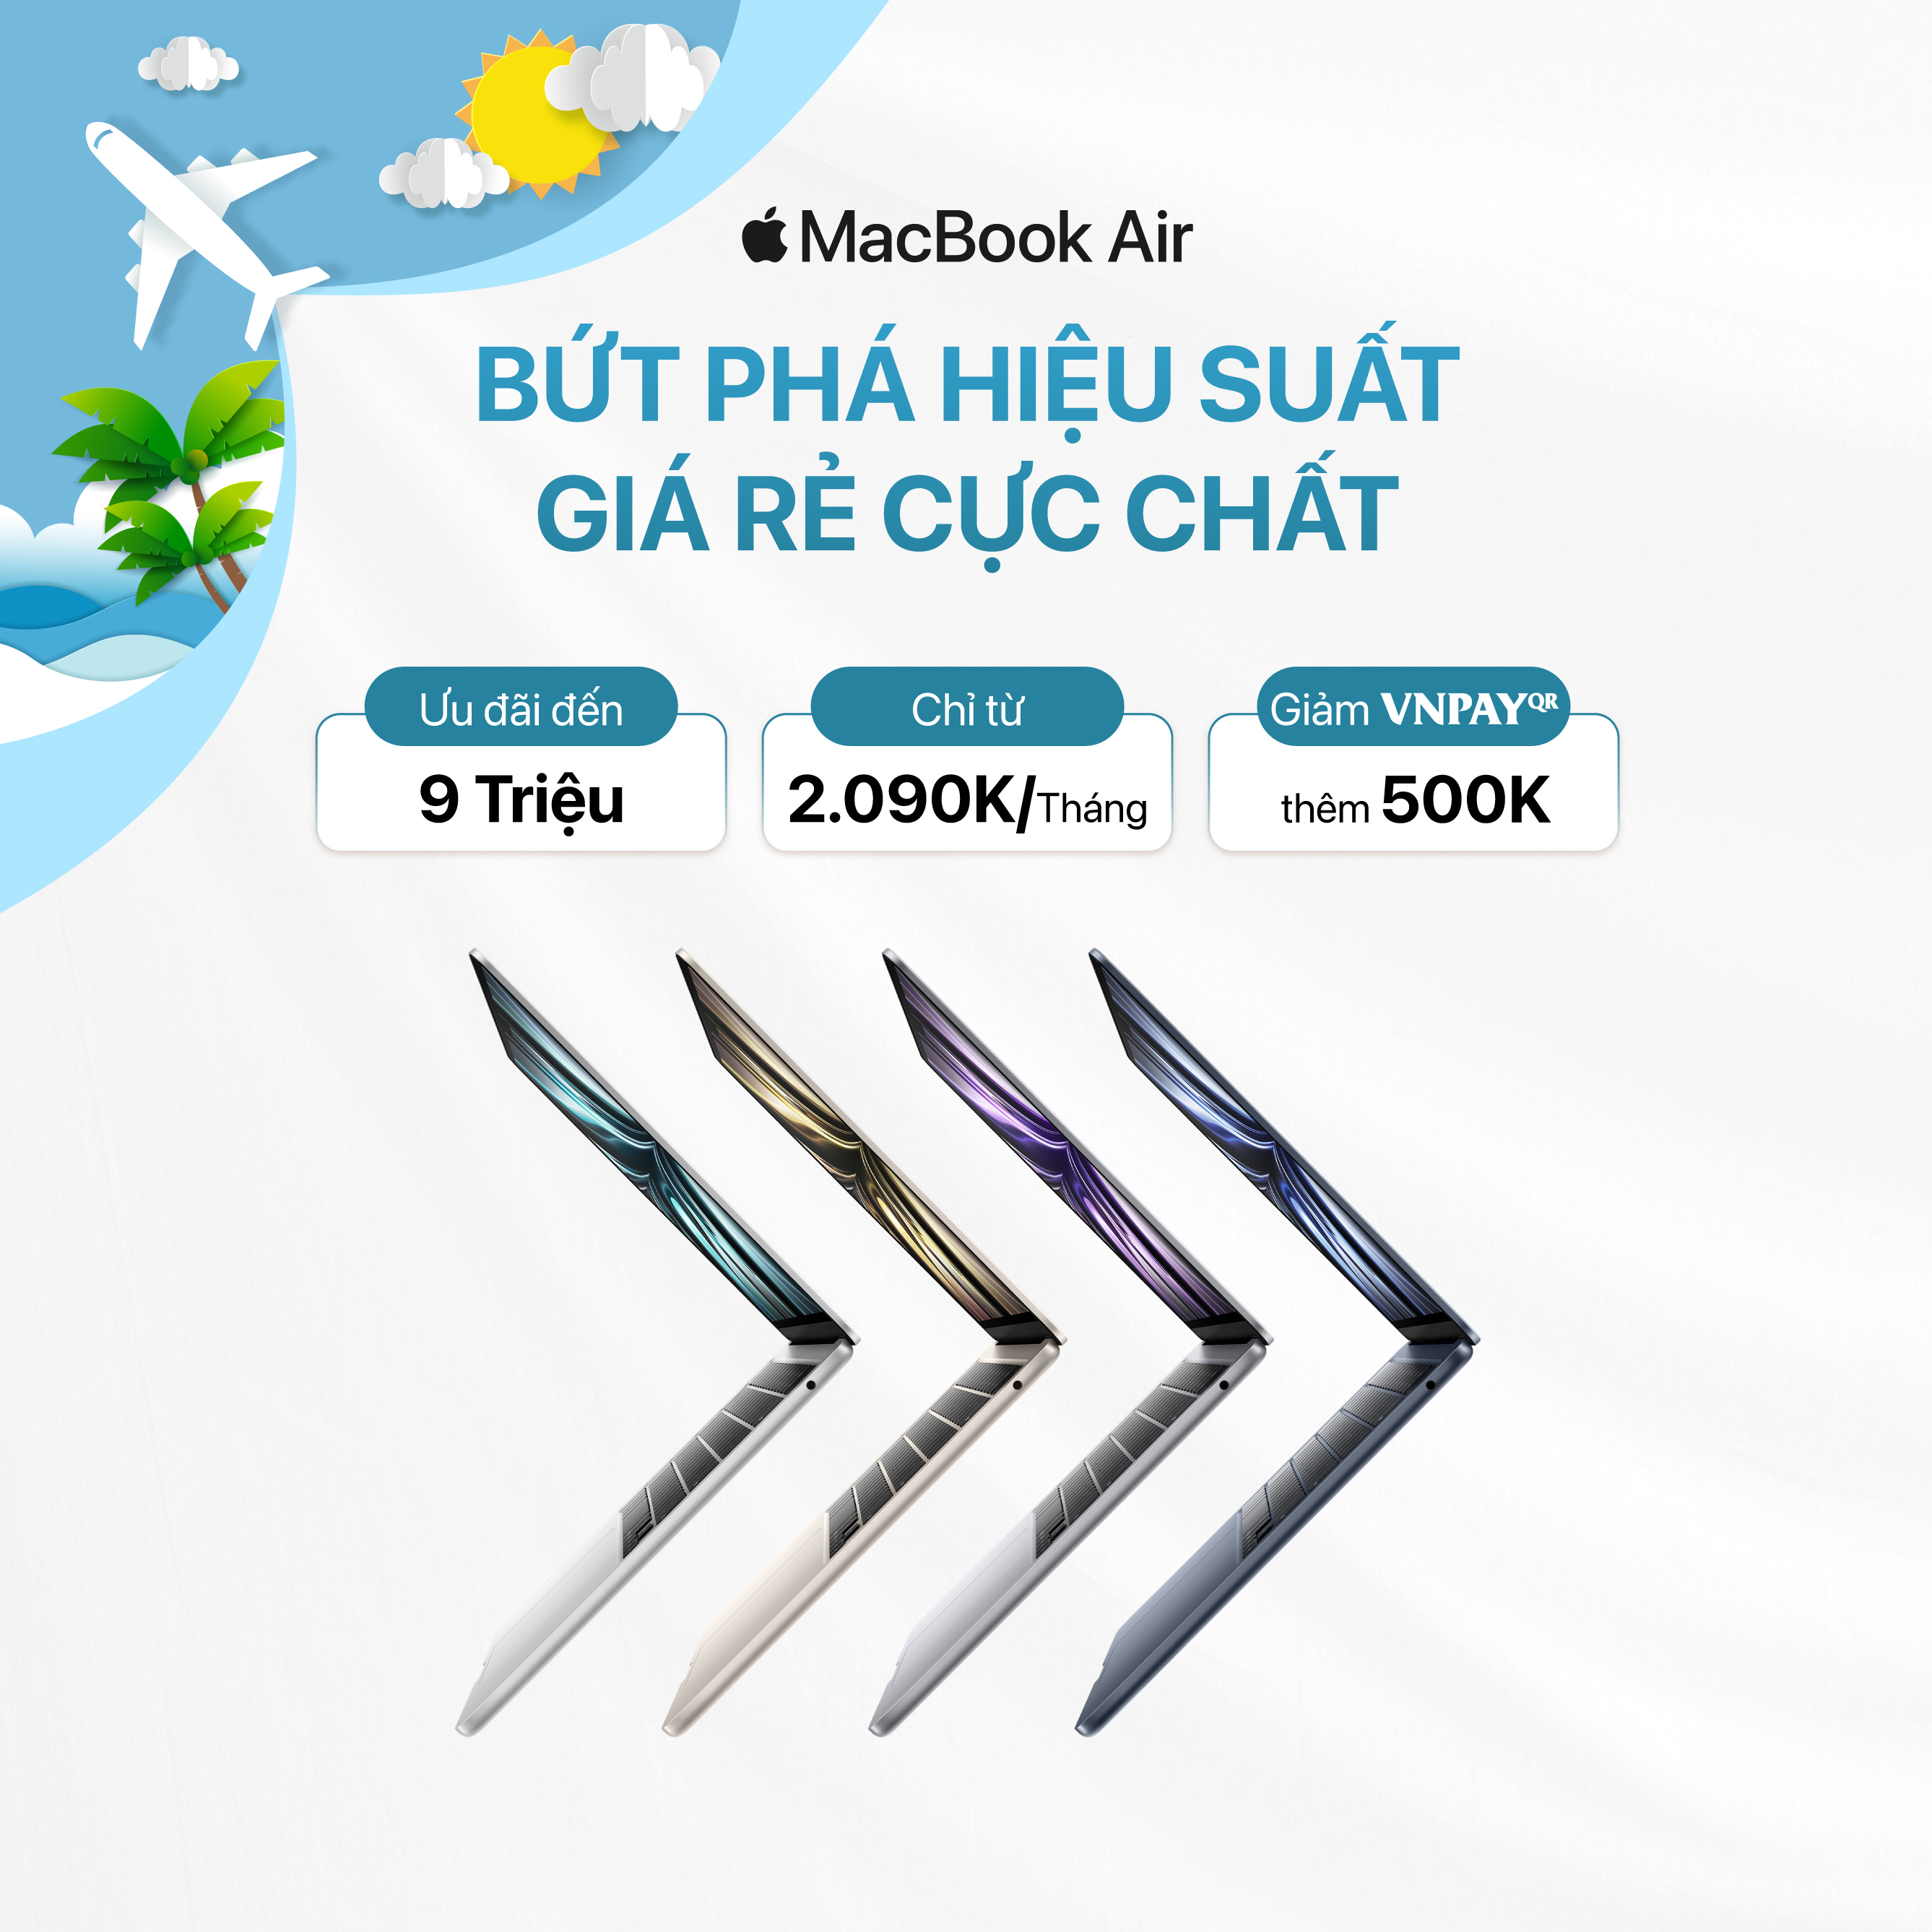 MacBook Air
BỨT PHÁ HIỆU SUẤT
GIÁ RẺ CỰC CHẤT
Ưu đãi đến
9 Triệu
Chỉ từ
2.090K/Tháng
Giảm VNPAYQR
thêm 500K